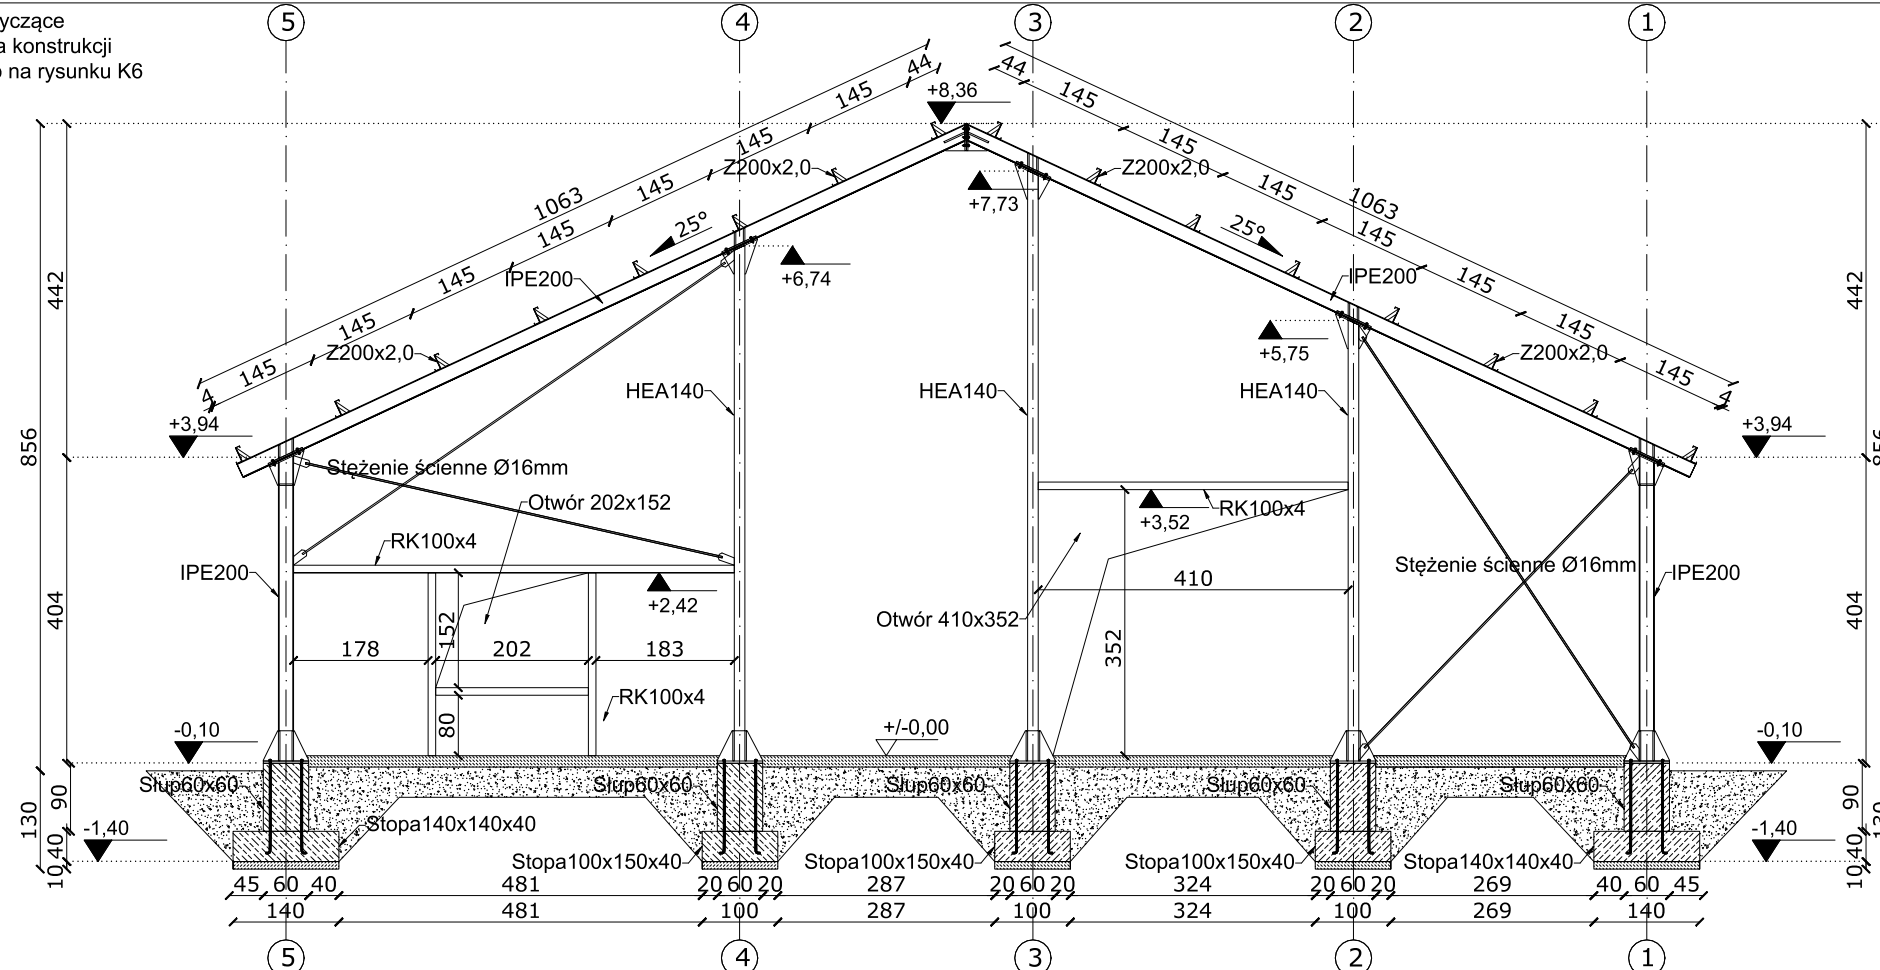 yczące
a konstrukcji
na rysunku K6
5
4
3
2
1
44
145
145
145
145
145
145
145
4
1063
44
145
145
145
145
145
145
145
4
1063
+8,36
+7,73
+6,74
+5,75
+3,94
+3,94
25°
25°
Z200x2,0
Z200x2,0
Z200x2,0
Z200x2,0
IPE200
IPE200
HEA140
HEA140
HEA140
442
856
404
442
856
404
Stężenie ścienne Ø16mm
Otwór 202x152
RK100x4
IPE200
+2,42
178
202
183
152
80
RK100x4
+3,52
RK100x4
410
352
Otwór 410x352
Stężenie ścienne Ø16mm
IPE200
-0,10
+/-0,00
-0,10
Słup60x60
Słup60x60
Słup60x60
Słup60x60
Słup60x60
130
90
40
10
-1,40
90
130
40
10
-1,40
Stopa140x140x40
Stopa100x150x40
Stopa100x150x40
Stopa100x150x40
Stopa140x140x40
45 60 40 481 20 60 20 287 20 60 20 324 20 60 20 269 40 60 45
140 481 100 287 100 324 100 269 140
5
4
3
2
1